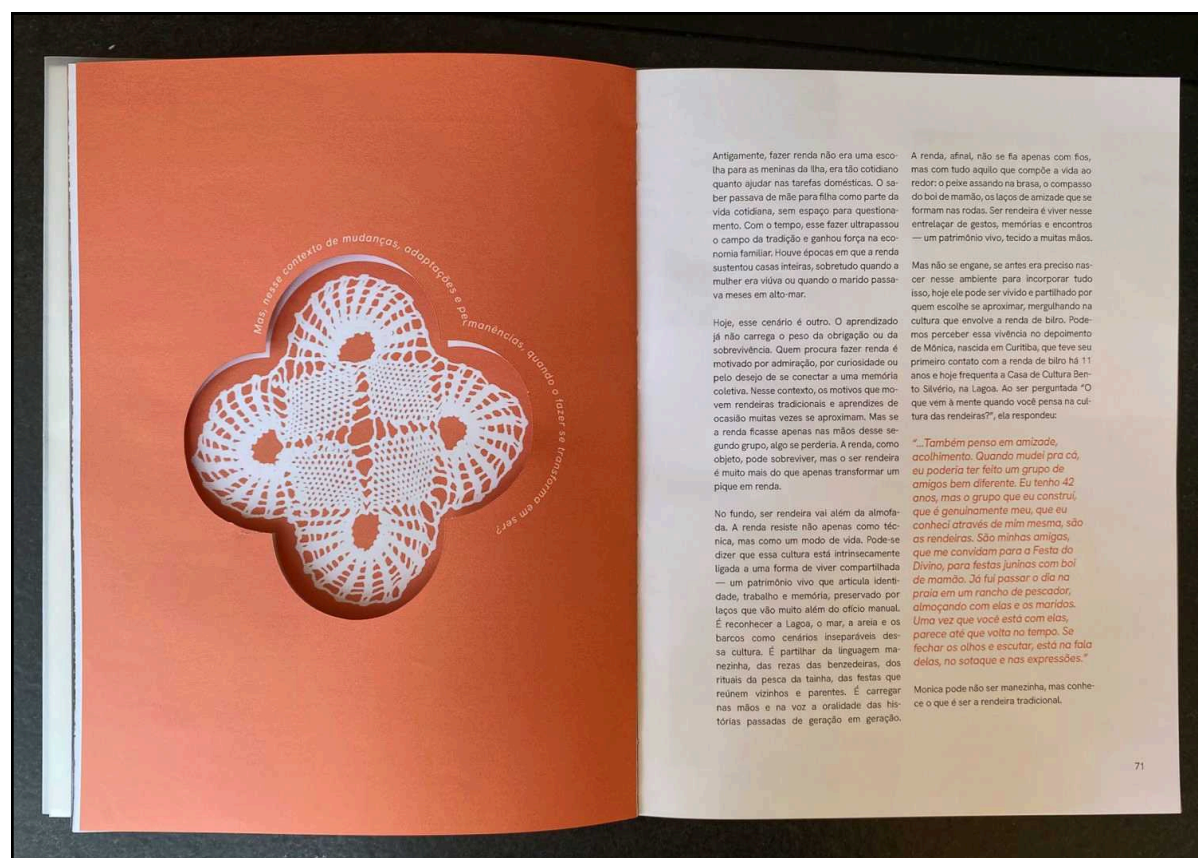 Mas, nesse contexto de mudanças, adaptações e permanências, quando o fazer se transforma em ser?
Antigamente, fazer renda não era uma esco-
lha para as meninas da Ilha, era tão cotidiano
quanto ajudar nas tarefas domésticas. O sa-
ber passava de mãe para filha como parte da
vida cotidiana, sem espaço para questiona-
mento. Com o tempo, esse fazer ultrapassou
o campo da tradição e ganhou força na eco-
nomia familiar. Houve épocas em que a renda
sustentou casas inteiras, sobretudo quando a
mulher era viúva ou quando o marido passa-
va meses em alto-mar.
Hoje, esse cenário é outro. O aprendizado
já não carrega o peso da obrigação ou da
sobrevivência. Quem procura fazer renda é
motivado por admiração, por curiosidade ou
pelo desejo de se conectar a uma memória
coletiva. Nesse contexto, os motivos que mo-
vem rendeiras tradicionais e aprendizes de
ocasião muitas vezes se aproximam. Mas se
a renda ficasse apenas nas mãos desse se-
gundo grupo, algo se perderia. A renda, como
objeto, pode sobreviver, mas o ser rendeira
é muito mais do que apenas transformar um
pique em renda.
No fundo, ser rendeira vai além da almofa-
da. A renda resiste não apenas como téc-
nica, mas como um modo de vida. Pode-se
dizer que essa cultura está intrinsecamente
ligada a uma forma de viver compartilhada
— um patrimônio vivo que articula identi-
dade, trabalho e memória, preservado por
laços que vão muito além do ofício manual.
É reconhecer a Lagoa, o mar, a areia e os
barcos como cenários inseparáveis des-
sa cultura. É partilhar da linguagem ma-
nezinha, das rezas das benzedeiras, dos
rituais da pesca da tainha, das festas que
reúnem vizinhos e parentes. É carregar
nas mãos e na voz a oralidade das his-
tórias passadas de geração em geração.
A renda, afinal, não se fia apenas com fios,
mas com tudo aquilo que compõe a vida ao
redor: o peixe assando na brasa, o compasso
do boi de mamão, os laços de amizade que se
formam nas rodas. Ser rendeira é viver nesse
entrelaçar de gestos, memórias e encontros
— um patrimônio vivo, tecido a muitas mãos.
Mas não se engane, se antes era preciso nas-
cer nesse ambiente para incorporar tudo
isso, hoje ele pode ser vivido e partilhado por
quem escolhe se aproximar, mergulhando na
cultura que envolve a renda de bilro. Pode-
mos perceber essa vivência no depoimento
de Mônica, nascida em Curitiba, que teve seu
primeiro contato com a renda de bilro há 11
anos e hoje frequenta a Casa de Cultura Ben-
to Silvério, na Lagoa. Ao ser perguntada “O
que vem à mente quando você pensa na cul-
tura das rendeiras?”, ela respondeu:
“...Também penso em amizade,
acolhimento. Quando mudei pra cá,
eu poderia ter feito um grupo de
amigos bem diferente. Eu tenho 42
anos, mas o grupo que eu construí,
que é genuinamente meu, que eu
conheci através de mim mesma, são
as rendeiras. São minhas amigas,
que me convidam para a Festa do
Divino, para festas juninas com boi
de mamão. Já fui passar o dia na
praia em um rancho de pescador,
almoçando com elas e os maridos.
Uma vez que você está com elas,
parece até que volta no tempo. Se
fechar os olhos e escutar, está na fala
delas, no sotaque e nas expressões.”
Monica pode não ser manezinha, mas conhe-
ce o que é ser a rendeira tradicional.
71